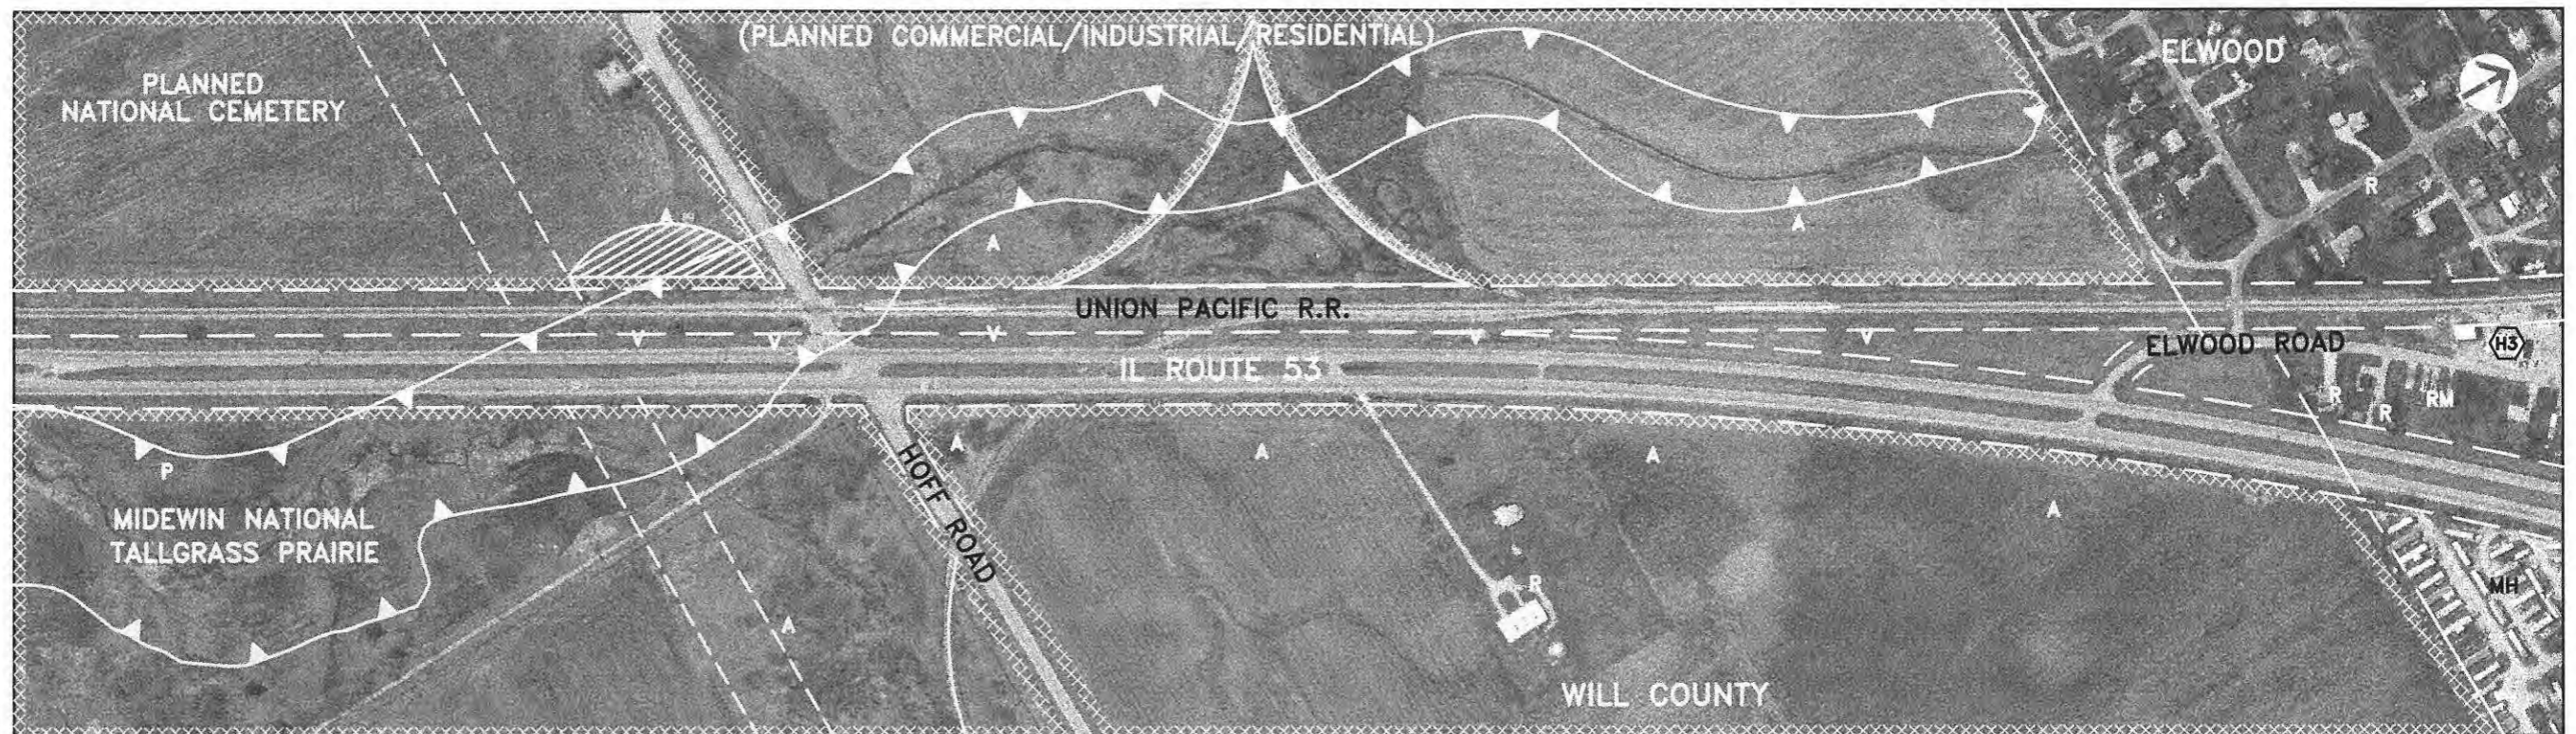 (PLANNED COMMERCIAL/INDUSTRIAL/RESIDENTIAL)
ELWOOD
PLANNED
NATIONAL CEMETERY
R
A
A
A
UNION PACIFIC R.R.
V
V
V
V
V
ELWOOD ROAD
H3
IL ROUTE 53
R
R
RM
P
A
A
A
HOFF ROAD
A
MIDEWIN NATIONAL
TALLGRASS PRAIRIE
R
MH
A
WILL COUNTY